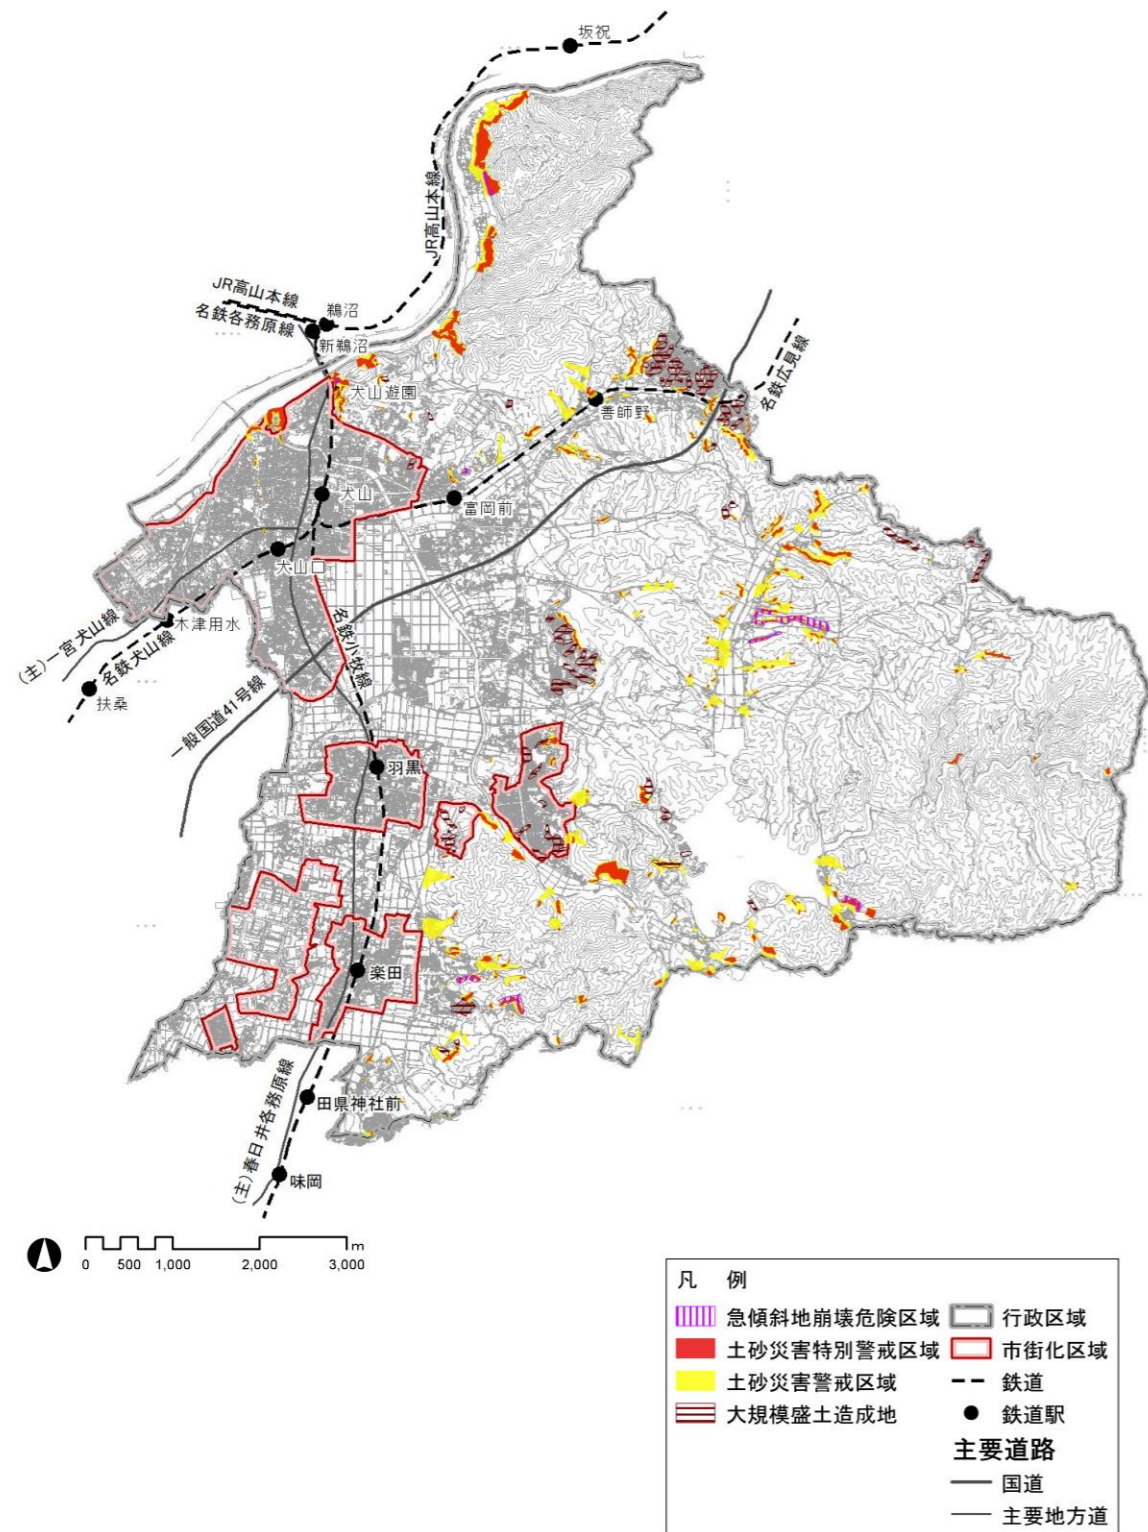 坂祝
JR高山本線
JR高山本線
名鉄各務原線
鵜沼
新鵜沼
犬山遊園
名鉄広見線
善師野
犬山
富岡前
犬山口
木津用水
(主)一宮犬山線
名鉄犬山線
扶桑
名鉄小牧線
一般国道41号線
羽黒
楽田
(主)春日井各務原線
田県神社前
味岡
0 500 1,000 2,000 3,000 m
凡 例
急傾斜地崩壊危険区域
土砂災害特別警戒区域
土砂災害警戒区域
大規模盛土造成地
行政区域
市街化区域
鉄道
鉄道駅
主要道路
国道
主要地方道